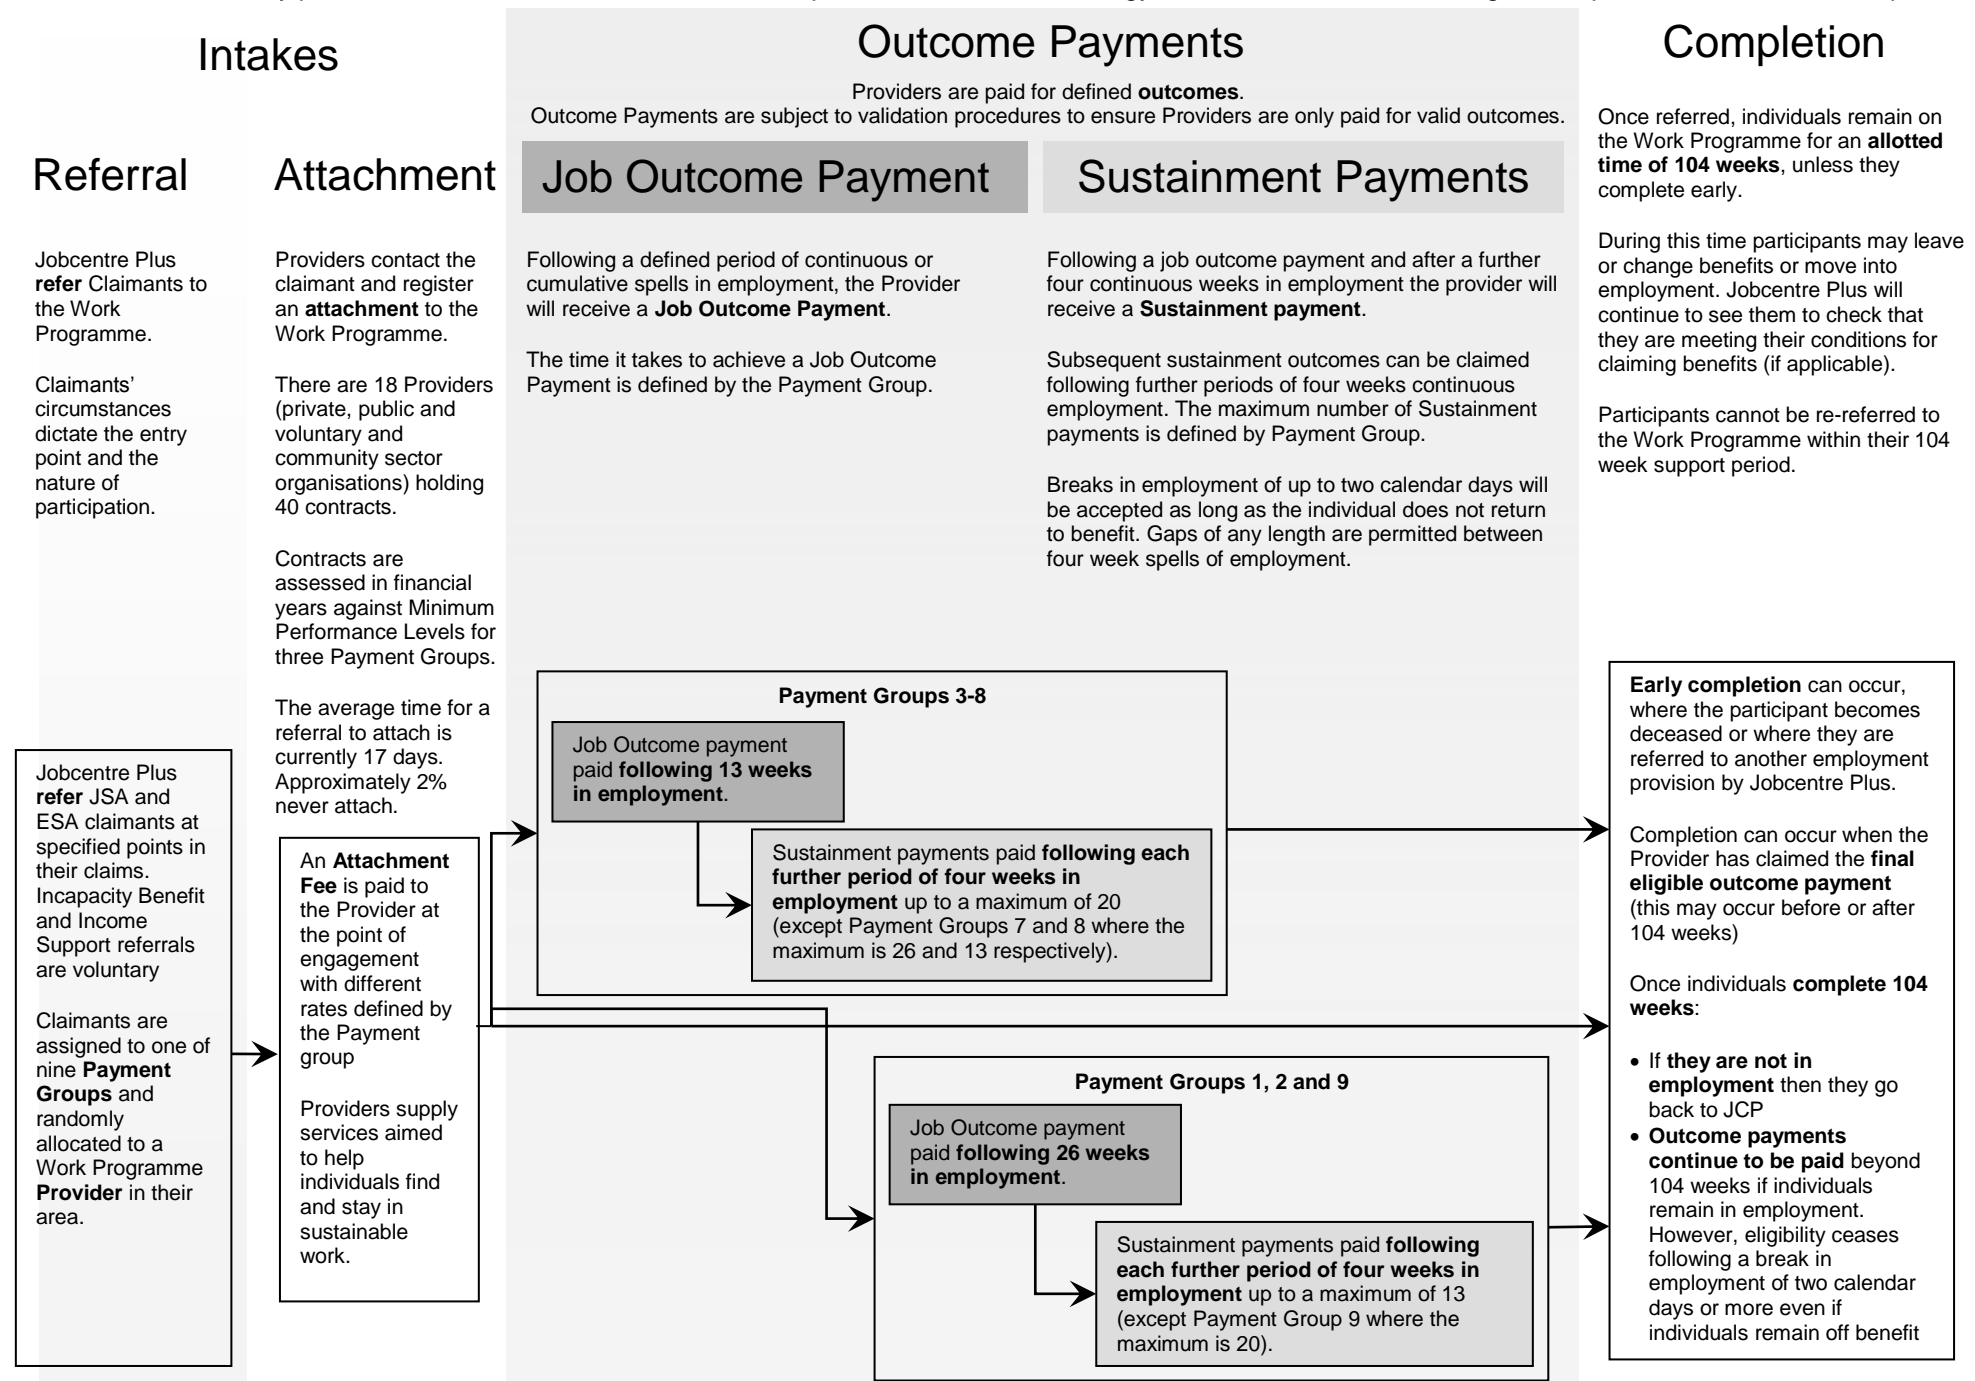 Intakes
Referral
Jobcentre Plus
refer Claimants to
the Work
Programme.
Claimants’
circumstances
dictate the entry
point and the
nature of
participation.
Jobcentre Plus
refer JSA and
ESA claimants at
specified points in
their claims.
Incapacity Benefit
and Income
Support referrals
are voluntary
Claimants are
assigned to one of
nine Payment
Groups and
randomly
allocated to a
Work Programme
Provider in their
area.
Attachment
Providers contact the
claimant and register
an attachment to the
Work Programme.
There are 18 Providers
(private, public and
voluntary and
community sector
organisations) holding
40 contracts.
Contracts are
assessed in financial
years against Minimum
Performance Levels for
three Payment Groups.
The average time for a
referral to attach is
currently 17 days.
Approximately 2%
never attach.
An Attachment
Fee is paid to
the Provider at
the point of
engagement
with different
rates defined by
the Payment
group
Providers supply
services aimed
to help
individuals find
and stay in
sustainable
work.
Outcome Payments
Providers are paid for defined outcomes.
Outcome Payments are subject to validation procedures to ensure Providers are only paid for valid outcomes.
Job Outcome Payment
Following a defined period of continuous or
cumulative spells in employment, the Provider
will receive a Job Outcome Payment.
The time it takes to achieve a Job Outcome
Payment is defined by the Payment Group.
Sustainment Payments
Following a job outcome payment and after a further
four continuous weeks in employment the provider will
receive a Sustainment payment.
Subsequent sustainment outcomes can be claimed
following further periods of four weeks continuous
employment. The maximum number of Sustainment
payments is defined by Payment Group.
Breaks in employment of up to two calendar days will
be accepted as long as the individual does not return
to benefit. Gaps of any length are permitted between
four week spells of employment.
Payment Groups 3-8
Job Outcome payment
paid following 13 weeks
in employment.
Sustainment payments paid following each
further period of four weeks in
employment up to a maximum of 20
(except Payment Groups 7 and 8 where the
maximum is 26 and 13 respectively).
Payment Groups 1, 2 and 9
Job Outcome payment
paid following 26 weeks
in employment.
Sustainment payments paid following
each further period of four weeks in
employment up to a maximum of 13
(except Payment Group 9 where the
maximum is 20).
Completion
Once referred, individuals remain on
the Work Programme for an allotted
time of 104 weeks, unless they
complete early.
During this time participants may leave
or change benefits or move into
employment. Jobcentre Plus will
continue to see them to check that
they are meeting their conditions for
claiming benefits (if applicable).
Participants cannot be re-referred to
the Work Programme within their 104
week support period.
Early completion can occur,
where the participant becomes
deceased or where they are
referred to another employment
provision by Jobcentre Plus.
Completion can occur when the
Provider has claimed the final
eligible outcome payment
(this may occur before or after
104 weeks)
Once individuals complete 104
weeks:
• If they are not in
employment then they go
back to JCP
• Outcome payments
continue to be paid beyond
104 weeks if individuals
remain in employment.
However, eligibility ceases
following a break in
employment of two calendar
days or more even if
individuals remain off benefit